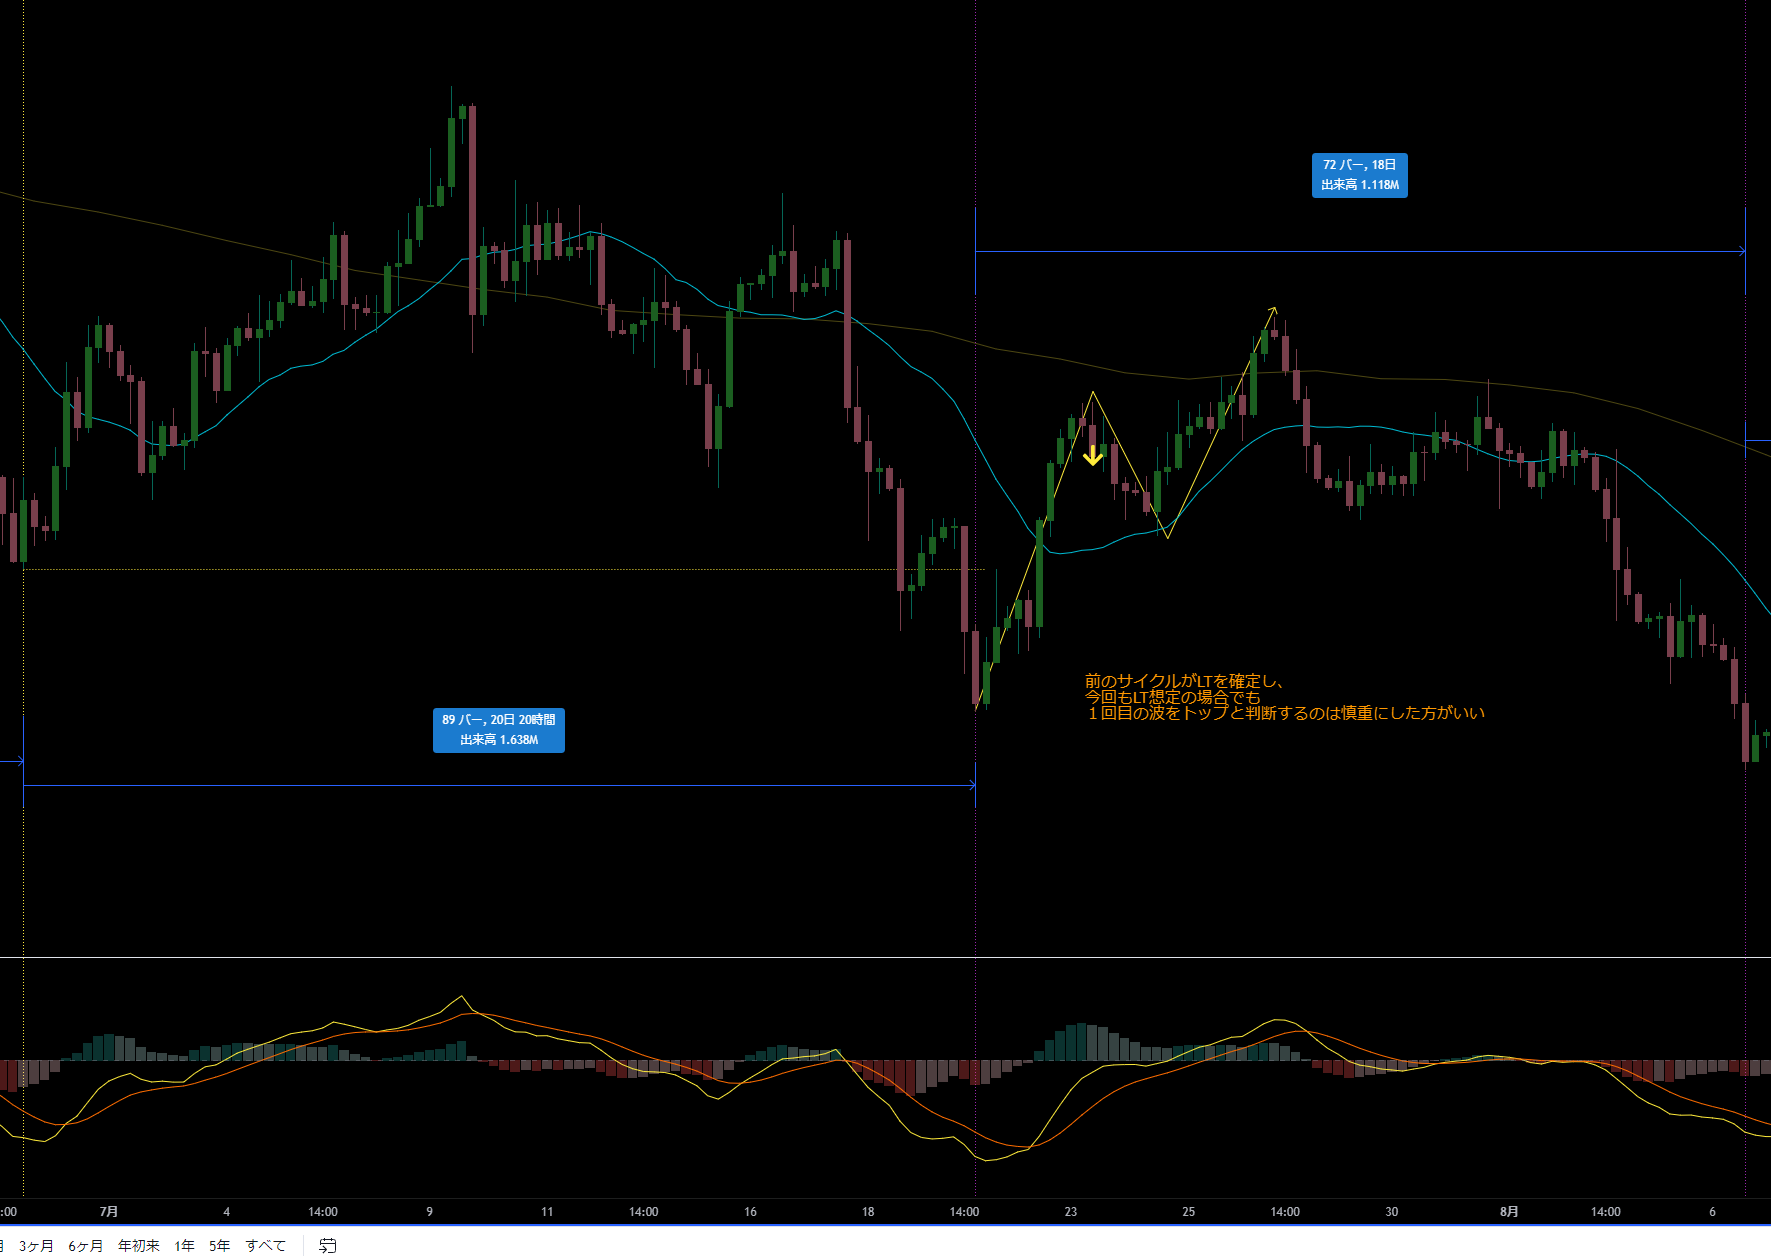 72 バー, 18日
出来高 1.118M
前のサイクルがLTを確定し、
今回もLT想定の場合でも
１回目の波をトップと判断するのは慎重にした方がいい
89 バー, 20日 20時間
出来高 1.638M
:00 7月 4 14:00 9 11 14:00 16 18 14:00 23 25 14:00 30 8月 14:00 6
月 3ヶ月 6ヶ月 年初来 1年 5年 すべて